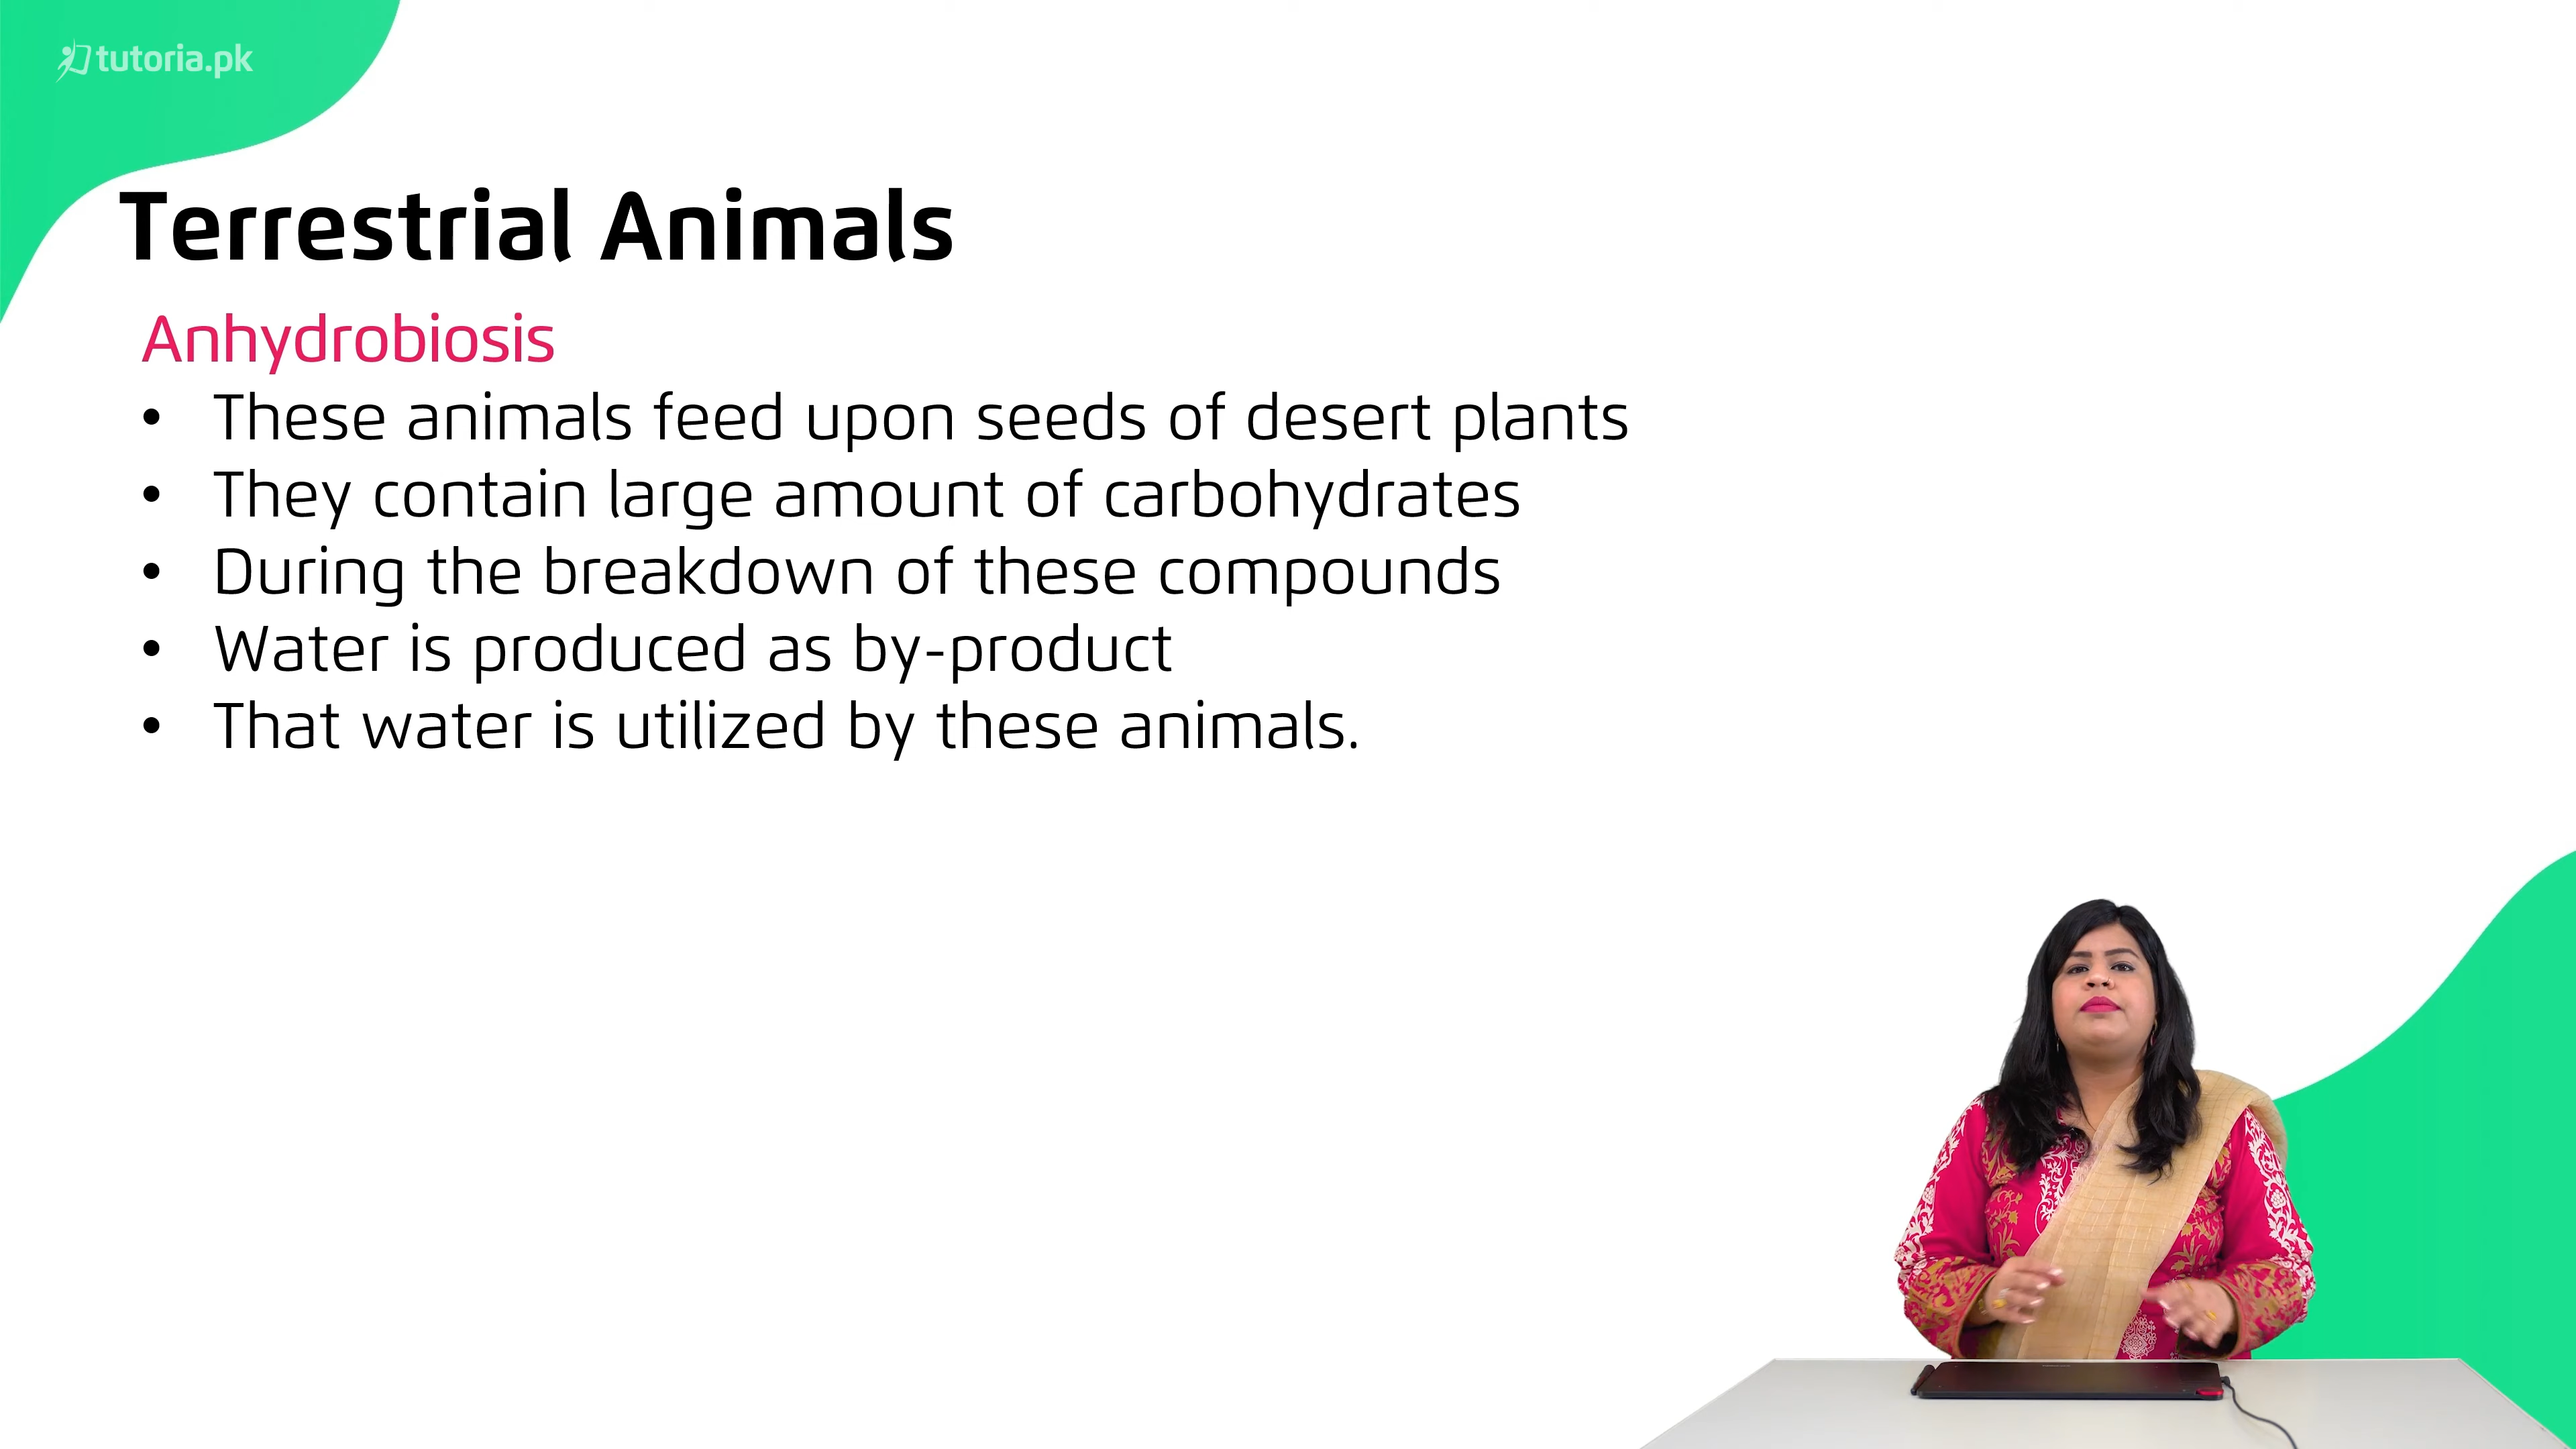 tutoria.pk
Terrestrial Animals
Anhydrobiosis
• These animals feed upon seeds of desert plants
• They contain large amount of carbohydrates
• During the breakdown of these compounds
• Water is produced as by-product
• That water is utilized by these animals.